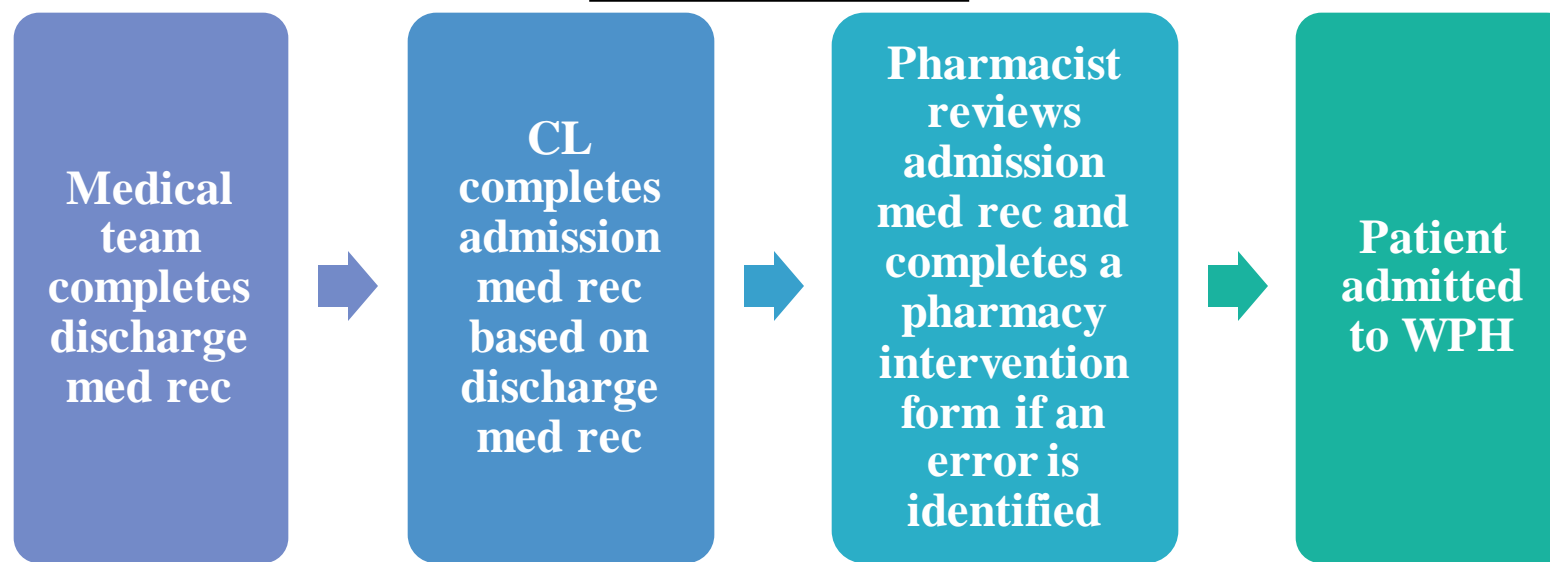 Medical
team
completes
discharge
med rec
CL
completes
admission
med rec
based on
discharge
med rec
Pharmacist
reviews
admission
med rec and
completes a
pharmacy
intervention
form if an
error is
identified
Patient
admitted
to WPH